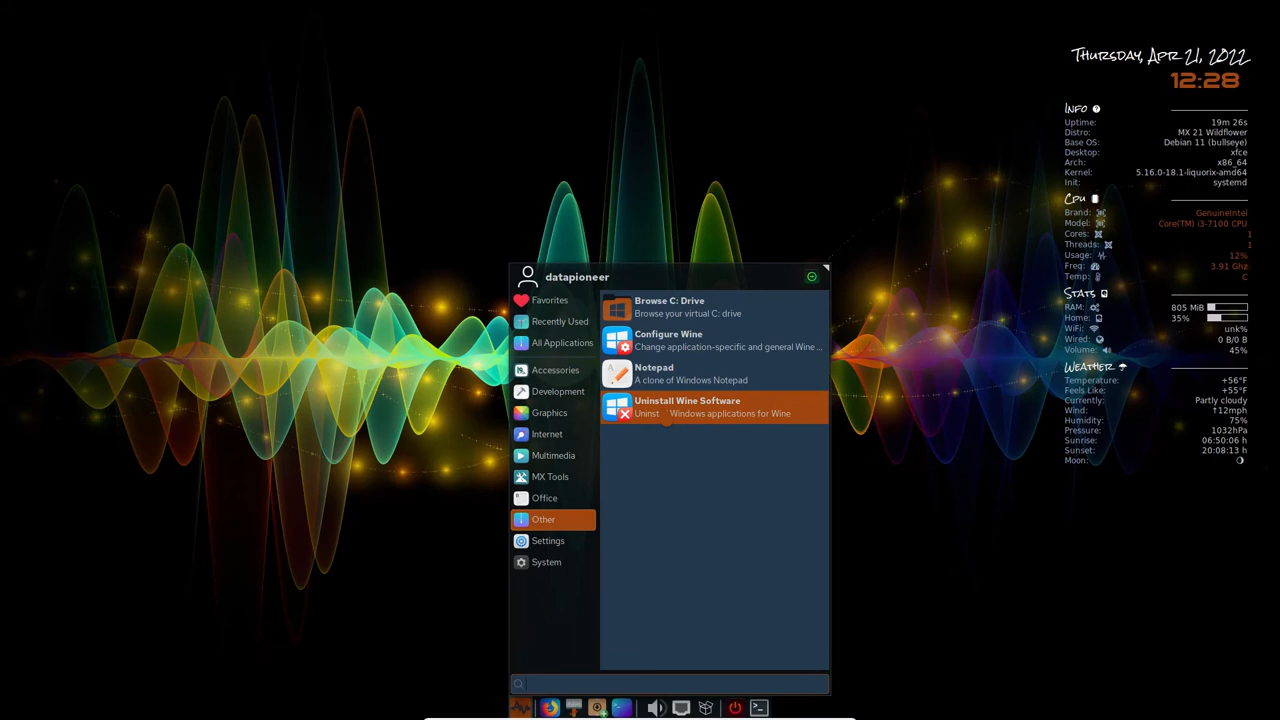 Thursday, Apr 21, 2022
12:28
Info
Uptime: 19m 26s
Distro: MX 21 Wildflower
Base OS: Debian 11 (bullseye)
Desktop: xfce
Arch: x86_64
Kernel: 5.16.0-18.1-liquorix-amd64
Init: systemd
Cpu
Brand: GenuineIntel
Model: Core(TM) i3-7100 CPU
Cores: 1
Threads: 1
Usage: 12%
Freq: 3.91 Ghz
Temp: C
Stats
RAM: 805 MiB
Home: 35%
WiFi: unk%
Wired: 0 B/0 B
Volume: 45%
Weather
Temperature: +56°F
Feels Like: +55°F
Currently: Partly cloudy
Wind: ↑12mph
Humidity: 75%
Pressure: 1032hPa
Sunrise: 06:50:06 h
Sunset: 20:08:13 h
Moon:
datapioneer
Favorites
Recently Used
All Applications
Accessories
Development
Graphics
Internet
Multimedia
MX Tools
Office
Other
Settings
System
Browse C: Drive
Browse your virtual C: drive
Configure Wine
Change application-specific and general Wine ...
Notepad
A clone of Windows Notepad
Uninstall Wine Software
Uninst Windows applications for Wine